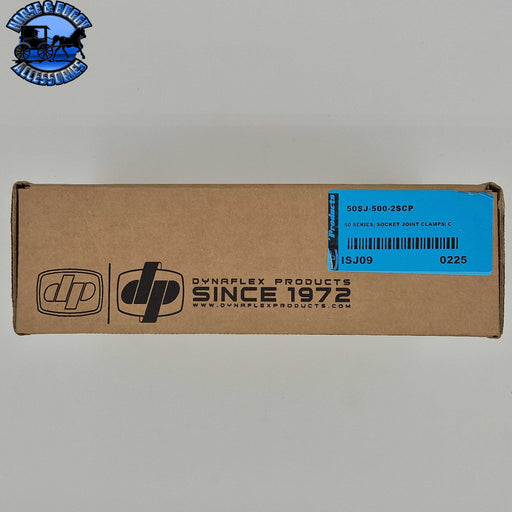 HORSE & BUGGY
ACCESSORIES
Products
50SJ-500-2SCP
50 SERIES; SOCKET JOINT CLAMPS; C
ISJ09 0225
dp dp
DYNAFLEX PRODUCTS
SINCE 1972
WWW.DYNAFLEXPRODUCTS.COM